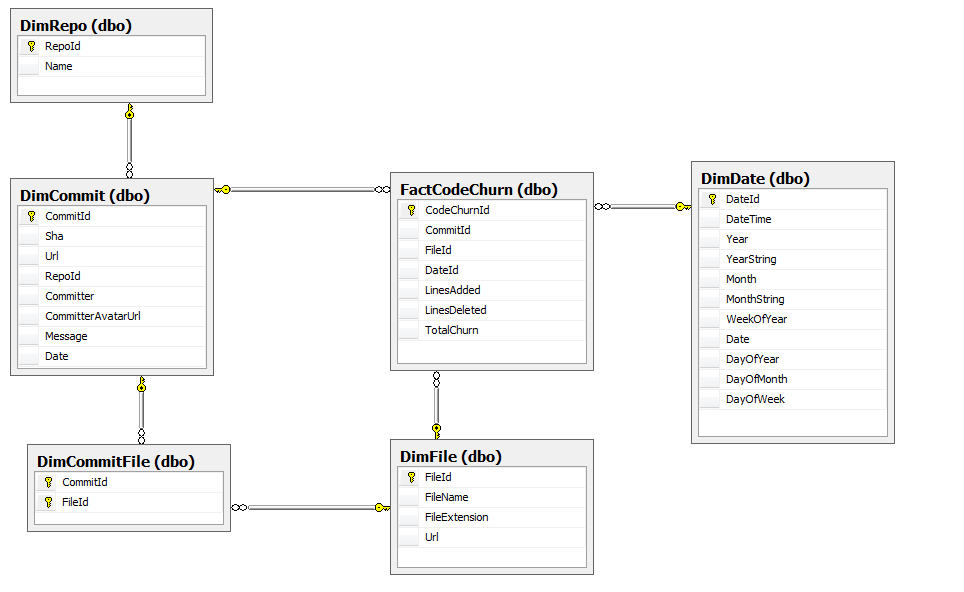 DimRepo (dbo)
RepoId
Name
DimCommit (dbo)
CommitId
Sha
Url
RepoId
Committer
CommitterAvatarUrl
Message
Date
FactCodeChurn (dbo)
CodeChurnId
CommitId
FileId
DateId
LinesAdded
LinesDeleted
TotalChurn
DimDate (dbo)
DateId
DateTime
Year
YearString
Month
MonthString
WeekOfYear
Date
DayOfYear
DayOfMonth
DayOfWeek
DimCommitFile (dbo)
CommitId
FileId
DimFile (dbo)
FileId
FileName
FileExtension
Url